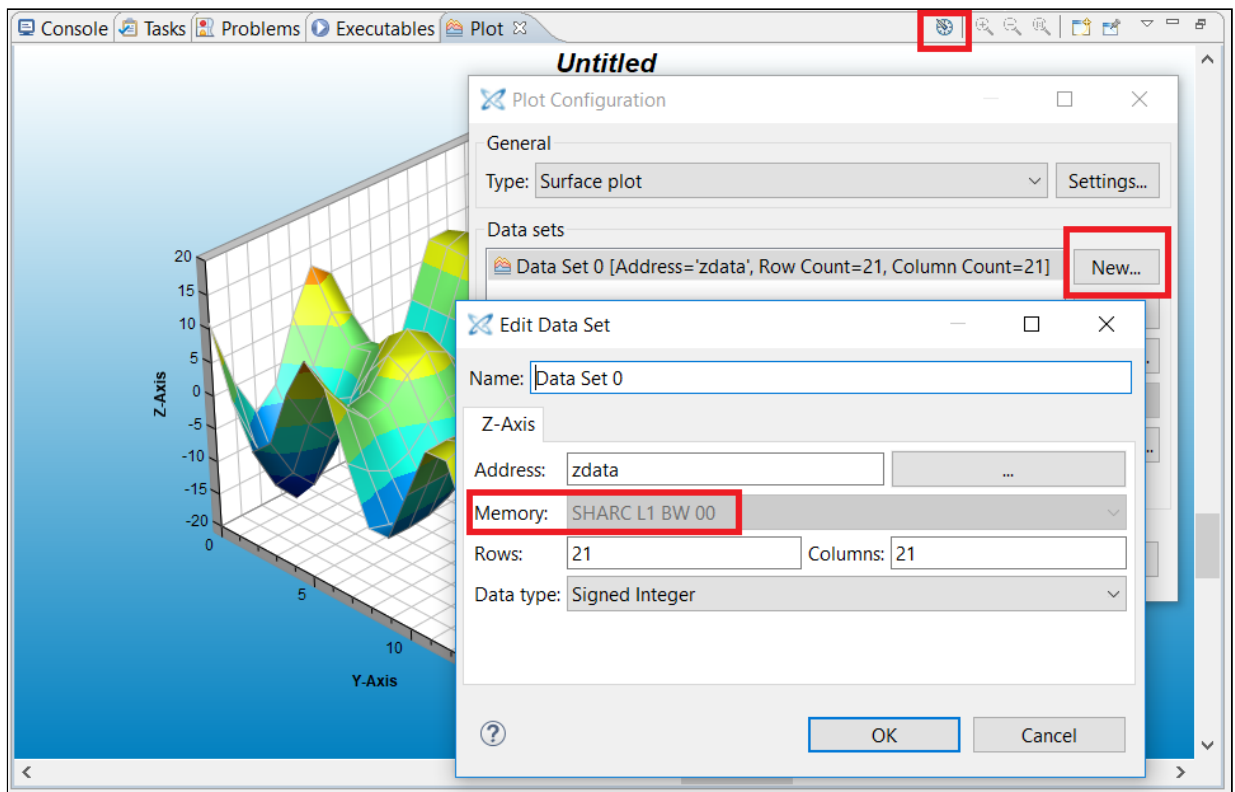 Console Tasks Problems Executables Plot
Untitled
Plot Configuration
General
Type: Surface plot Settings...
Data sets
Data Set 0 [Address='zdata', Row Count=21, Column Count=21] New...
Edit Data Set
Name: Data Set 0
Z-Axis
Address: zdata ...
Memory: SHARC L1 BW 00
Rows: 21 Columns: 21
Data type: Signed Integer
? OK Cancel
20
15
10
5
0
-5
-10
-15
-20
Z-Axis
0
5
10
Y-Axis